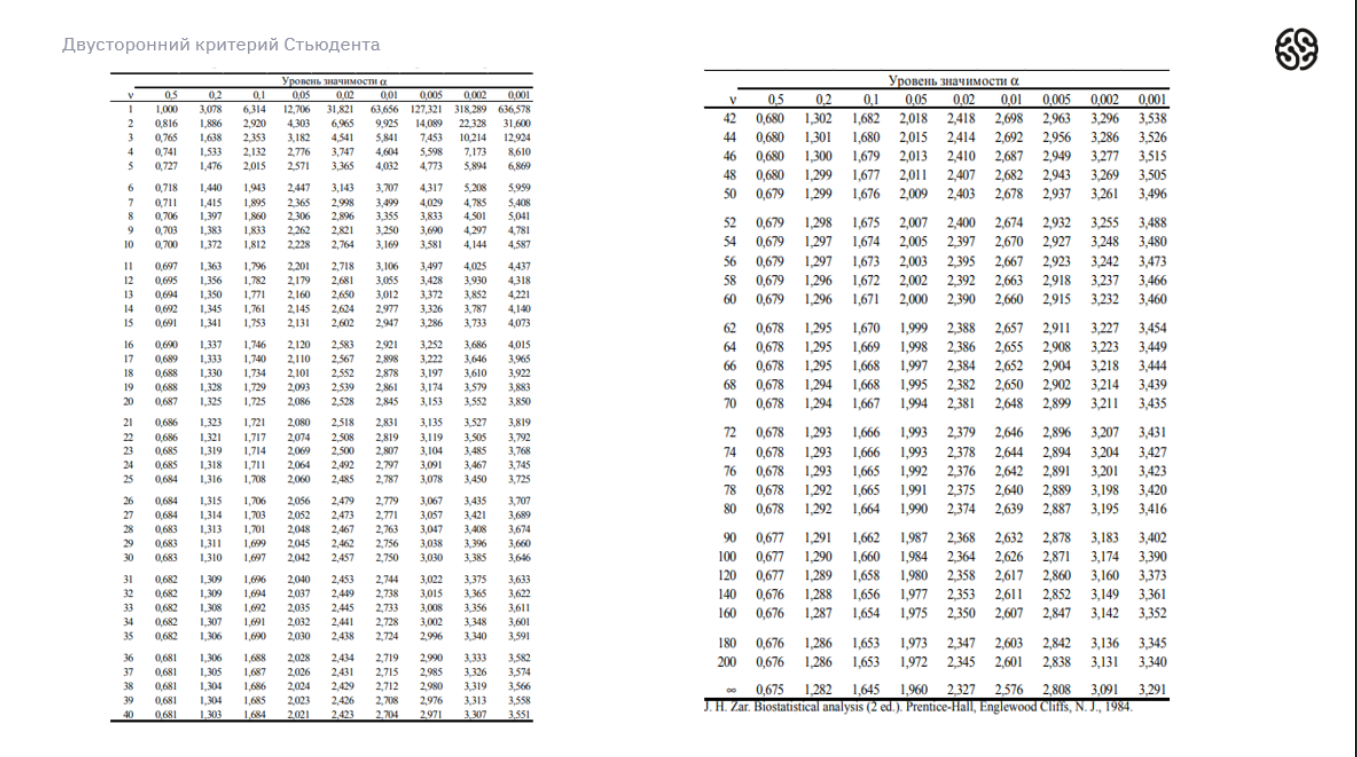 Двусторонний критерий Стьюдента
Уровень значимости α
ν 0,5 0,2 0,1 0,05 0,02 0,01 0,005 0,002 0,001
1 1,000 3,078 6,314 12,706 31,821 63,656 127,321 318,289 636,578
2 0,816 1,886 2,920 4,303 6,965 9,925 14,089 22,328 31,600
3 0,765 1,638 2,353 3,182 4,541 5,841 7,453 10,214 12,924
4 0,741 1,533 2,132 2,776 3,747 4,604 5,598 7,173 8,610
5 0,727 1,476 2,015 2,571 3,365 4,032 4,773 5,894 6,869
6 0,718 1,440 1,943 2,447 3,143 3,707 4,317 5,208 5,959
7 0,711 1,415 1,895 2,365 2,998 3,499 4,029 4,785 5,408
8 0,706 1,397 1,860 2,306 2,896 3,355 3,833 4,501 5,041
9 0,703 1,383 1,833 2,262 2,821 3,250 3,690 4,297 4,781
10 0,700 1,372 1,812 2,228 2,764 3,169 3,581 4,144 4,587
11 0,697 1,363 1,796 2,201 2,718 3,106 3,497 4,025 4,437
12 0,695 1,356 1,782 2,179 2,681 3,055 3,428 3,930 4,318
13 0,694 1,350 1,771 2,160 2,650 3,012 3,372 3,852 4,221
14 0,692 1,345 1,761 2,145 2,624 2,977 3,326 3,787 4,140
15 0,691 1,341 1,753 2,131 2,602 2,947 3,286 3,733 4,073
16 0,690 1,337 1,746 2,120 2,583 2,921 3,252 3,686 4,015
17 0,689 1,333 1,740 2,110 2,567 2,898 3,222 3,646 3,965
18 0,688 1,330 1,734 2,101 2,552 2,878 3,197 3,610 3,922
19 0,688 1,328 1,729 2,093 2,539 2,861 3,174 3,579 3,883
20 0,687 1,325 1,725 2,086 2,528 2,845 3,153 3,552 3,850
21 0,686 1,323 1,721 2,080 2,518 2,831 3,135 3,527 3,819
22 0,686 1,321 1,717 2,074 2,508 2,819 3,119 3,505 3,792
23 0,685 1,319 1,714 2,069 2,500 2,807 3,104 3,485 3,768
24 0,685 1,318 1,711 2,064 2,492 2,797 3,091 3,467 3,745
25 0,684 1,316 1,708 2,060 2,485 2,787 3,078 3,450 3,725
26 0,684 1,315 1,706 2,056 2,479 2,779 3,067 3,435 3,707
27 0,684 1,314 1,703 2,052 2,473 2,771 3,057 3,421 3,689
28 0,683 1,313 1,701 2,048 2,467 2,763 3,047 3,408 3,674
29 0,683 1,311 1,699 2,045 2,462 2,756 3,038 3,396 3,660
30 0,683 1,310 1,697 2,042 2,457 2,750 3,030 3,385 3,646
31 0,682 1,309 1,696 2,040 2,453 2,744 3,022 3,375 3,633
32 0,682 1,309 1,694 2,037 2,449 2,738 3,015 3,365 3,622
33 0,682 1,308 1,692 2,035 2,445 2,733 3,008 3,356 3,611
34 0,682 1,307 1,691 2,032 2,441 2,728 3,002 3,348 3,601
35 0,682 1,306 1,690 2,030 2,438 2,724 2,996 3,340 3,591
36 0,681 1,306 1,688 2,028 2,434 2,719 2,990 3,333 3,582
37 0,681 1,305 1,687 2,026 2,431 2,715 2,985 3,326 3,574
38 0,681 1,304 1,686 2,024 2,429 2,712 2,980 3,319 3,566
39 0,681 1,304 1,685 2,023 2,426 2,708 2,976 3,313 3,558
40 0,681 1,303 1,684 2,021 2,423 2,704 2,971 3,307 3,551
Уровень значимости α
ν 0,5 0,2 0,1 0,05 0,02 0,01 0,005 0,002 0,001
42 0,680 1,302 1,682 2,018 2,418 2,698 2,963 3,296 3,538
44 0,680 1,301 1,680 2,015 2,414 2,692 2,956 3,286 3,526
46 0,680 1,300 1,679 2,013 2,410 2,687 2,949 3,277 3,515
48 0,680 1,299 1,677 2,011 2,407 2,682 2,943 3,269 3,505
50 0,679 1,299 1,676 2,009 2,403 2,678 2,937 3,261 3,496
52 0,679 1,298 1,675 2,007 2,400 2,674 2,932 3,255 3,488
54 0,679 1,297 1,674 2,005 2,397 2,670 2,927 3,248 3,480
56 0,679 1,297 1,673 2,003 2,395 2,667 2,923 3,242 3,473
58 0,679 1,296 1,672 2,002 2,392 2,663 2,918 3,237 3,466
60 0,679 1,296 1,671 2,000 2,390 2,660 2,915 3,232 3,460
62 0,678 1,295 1,670 1,999 2,388 2,657 2,911 3,227 3,454
64 0,678 1,295 1,669 1,998 2,386 2,655 2,908 3,223 3,449
66 0,678 1,295 1,668 1,997 2,384 2,652 2,904 3,218 3,444
68 0,678 1,294 1,668 1,995 2,382 2,650 2,902 3,214 3,439
70 0,678 1,294 1,667 1,994 2,381 2,648 2,899 3,211 3,435
72 0,678 1,293 1,666 1,993 2,379 2,646 2,896 3,207 3,431
74 0,678 1,293 1,666 1,993 2,378 2,644 2,894 3,204 3,427
76 0,678 1,293 1,665 1,992 2,376 2,642 2,891 3,201 3,423
78 0,678 1,292 1,665 1,991 2,375 2,640 2,889 3,198 3,420
80 0,678 1,292 1,664 1,990 2,374 2,639 2,887 3,195 3,416
90 0,677 1,291 1,662 1,987 2,368 2,632 2,878 3,183 3,402
100 0,677 1,290 1,660 1,984 2,364 2,626 2,871 3,174 3,390
120 0,677 1,289 1,658 1,980 2,358 2,617 2,860 3,160 3,373
140 0,676 1,288 1,656 1,977 2,353 2,611 2,852 3,149 3,361
160 0,676 1,287 1,654 1,975 2,350 2,607 2,847 3,142 3,352
180 0,676 1,286 1,653 1,973 2,347 2,603 2,842 3,136 3,345
200 0,676 1,286 1,653 1,972 2,345 2,601 2,838 3,131 3,340
∞ 0,675 1,282 1,645 1,960 2,327 2,576 2,808 3,091 3,291
J. H. Zar. Biostatistical analysis (2 ed.). Prentice-Hall, Englewood Cliffs, N. J., 1984.